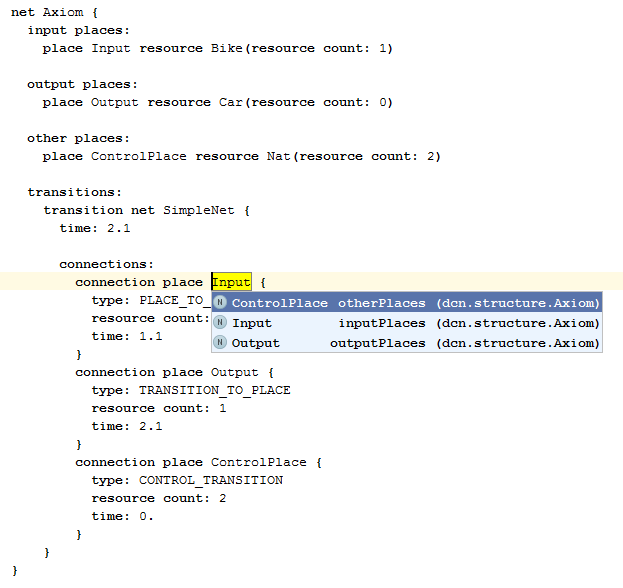 net Axiom {
  input places:
    place Input resource Bike(resource count: 1)

  output places:
    place Output resource Car(resource count: 0)

  other places:
    place ControlPlace resource Nat(resource count: 2)

  transitions:
    transition net SimpleNet {
      time: 2.1

      connections:
        connection place Input {
          type: PLACE_TO_
          N ControlPlace otherPlaces (dcn.structure.Axiom)
          resource count:
          N Input inputPlaces (dcn.structure.Axiom)
          time: 1.1
          N Output outputPlaces (dcn.structure.Axiom)
        }
        connection place Output {
          type: TRANSITION_TO_PLACE
          resource count: 1
          time: 2.1
        }
        connection place ControlPlace {
          type: CONTROL_TRANSITION
          resource count: 2
          time: 0.
        }
    }
}